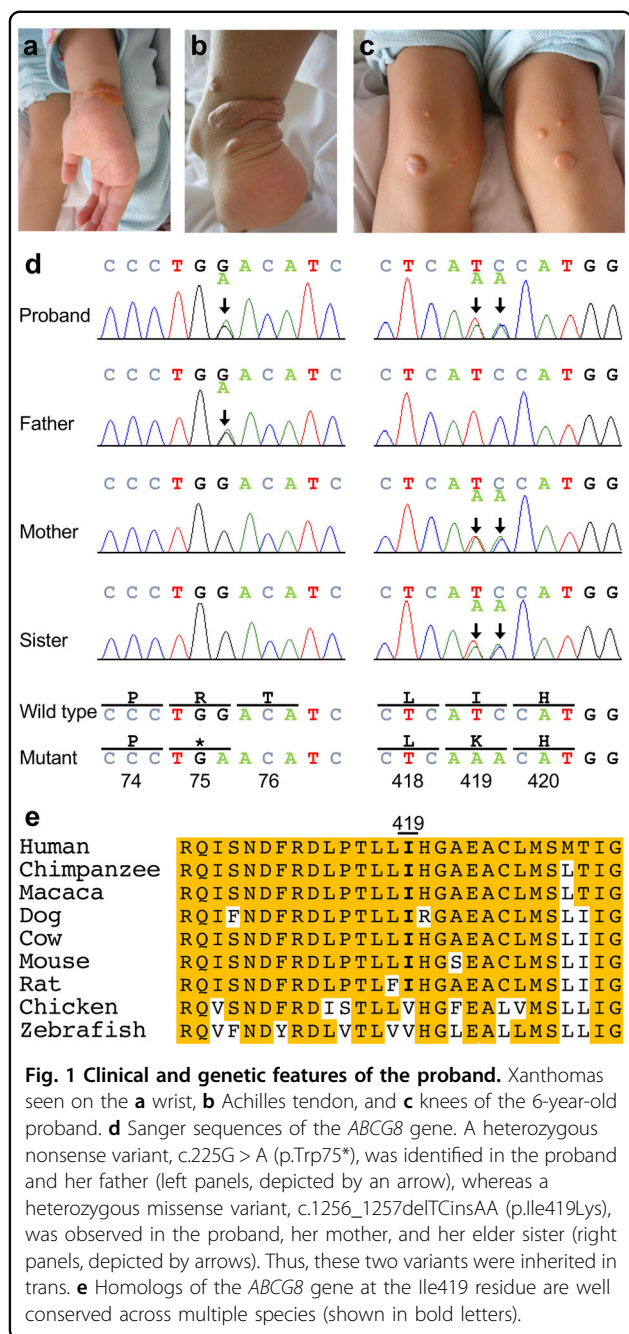 a b c
d
C C C T G G A C A T C C T C A T C C A T G G
A A A
Proband
C C C T G G A C A T C C T C A T C C A T G G
A
Father
C C C T G G A C A T C C T C A T C C A T G G
A A
Mother
C C C T G G A C A T C C T C A T C C A T G G
A A
Sister
P R T L I H
Wild type C C C T G G A C A T C C T C A T C C A T G G
P * L K H
Mutant C C C T G A A C A T C C T C A A A C A T G G
74 75 76 418 419 420
e
419
Human RQISNDFRDLPTLLIHGAEACLMSMTIG
Chimpanzee RQISNDFRDLPTLLIHGAEACLMSLTIG
Macaca RQISNDFRDLPTLLIHGAEACLMSLTIG
Dog RQIFNDFRDLPTLLIRGAEACLMSLIIG
Cow RQISNDFRDLPTLLIHGAEACLMSLIIG
Mouse RQISNDFRDLPTLLIHGSEACLMSLIIG
Rat RQISNDFRDLPTLFIHGAEACLMSLIIG
Chicken RQVSNDFRDISTLLVHGFEALVMSLLIG
Zebrafish RQVFNDYRDLVTLVVHGLEALLMSLLIG
Fig. 1 Clinical and genetic features of the proband. Xanthomas
seen on the a wrist, b Achilles tendon, and c knees of the 6-year-old
proband. d Sanger sequences of the ABCG8 gene. A heterozygous
nonsense variant, c.225G > A (p.Trp75*), was identified in the proband
and her father (left panels, depicted by an arrow), whereas a
heterozygous missense variant, c.1256_1257delTCinsAA (p.Ile419Lys),
was observed in the proband, her mother, and her elder sister (right
panels, depicted by arrows). Thus, these two variants were inherited in
trans. e Homologs of the ABCG8 gene at the Ile419 residue are well
conserved across multiple species (shown in bold letters).